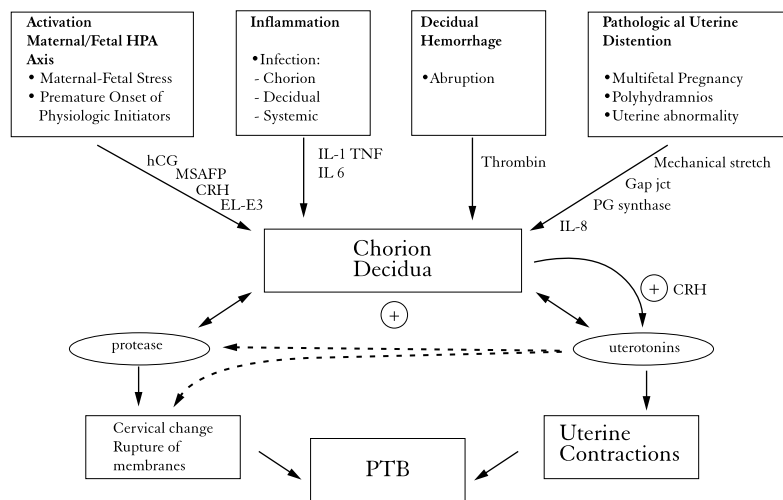 Activation
Maternal/Fetal HPA
Axis
• Maternal-Fetal Stress
• Premature Onset of
Physiologic Initiators
Inflammation
• Infection:
- Chorion
- Decidual
- Systemic
Decidual
Hemorrhage
• Abruption
Pathologic al Uterine
Distention
• Multifetal Pregnancy
• Polyhydramnios
• Uterine abnormality
hCG
MSAFP
CRH
EL-E3
IL-1 TNF
IL 6
Thrombin
Mechanical stretch
Gap jct
PG synthase
IL-8
Chorion
Decidua
+ CRH
+
protease
uterotonins
Cervical change
Rupture of
membranes
PTB
Uterine
Contractions